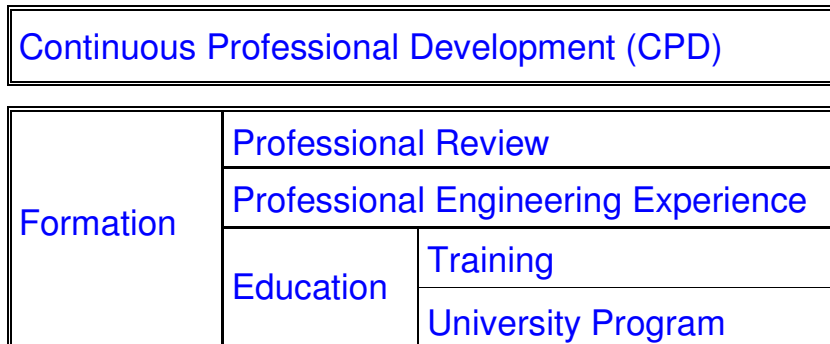 Continuous Professional Development (CPD)
Professional Review
Professional Engineering Experience
Formation
Training
Education
University Program